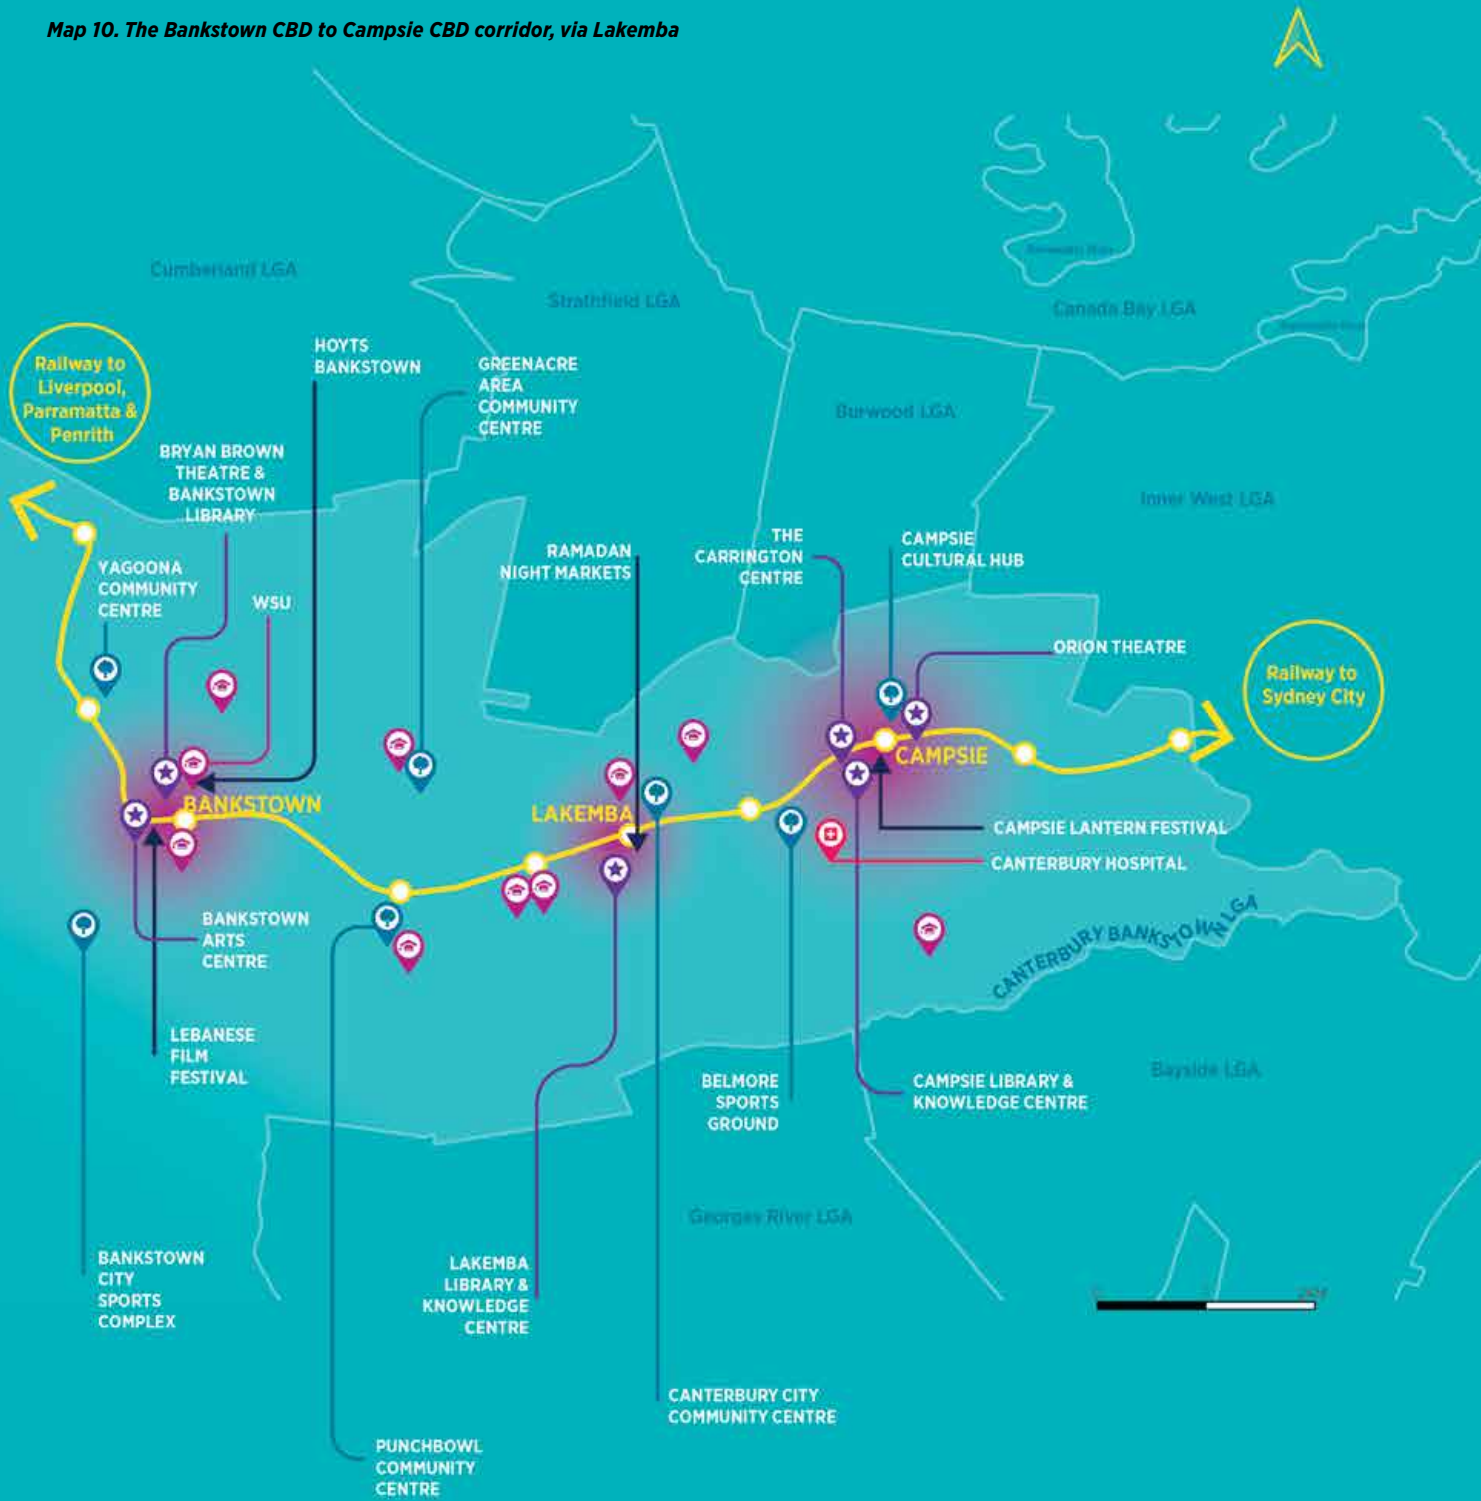 Map 10. The Bankstown CBD to Campsie CBD corridor, via Lakemba
Cumberland LGA
Strathfield LGA
Canada Bay LGA
Burwood LGA
Inner West LGA
Railway to
Liverpool,
Parramatta &
Penrith
HOYTS
BANKSTOWN
GREENACRE
AREA
COMMUNITY
CENTRE
BRYAN BROWN
THEATRE &
BANKSTOWN
LIBRARY
YAGOONA
COMMUNITY
CENTRE
WSU
RAMADAN
NIGHT MARKETS
THE
CARRINGTON
CENTRE
CAMPSIE
CULTURAL HUB
ORION THEATRE
Railway to
Sydney City
BANKSTOWN
LAKEMBA
CAMPSIE
CAMPSIE LANTERN FESTIVAL
CANTERBURY HOSPITAL
BANKSTOWN
ARTS
CENTRE
CANTERBURY BANKSTOWN LGA
LEBANESE
FILM
FESTIVAL
BELMORE
SPORTS
GROUND
CAMPSIE LIBRARY &
KNOWLEDGE CENTRE
Bayside LGA
Georges River LGA
BANKSTOWN
CITY
SPORTS
COMPLEX
LAKEMBA
LIBRARY &
KNOWLEDGE
CENTRE
CANTERBURY CITY
COMMUNITY CENTRE
PUNCHBOWL
COMMUNITY
CENTRE